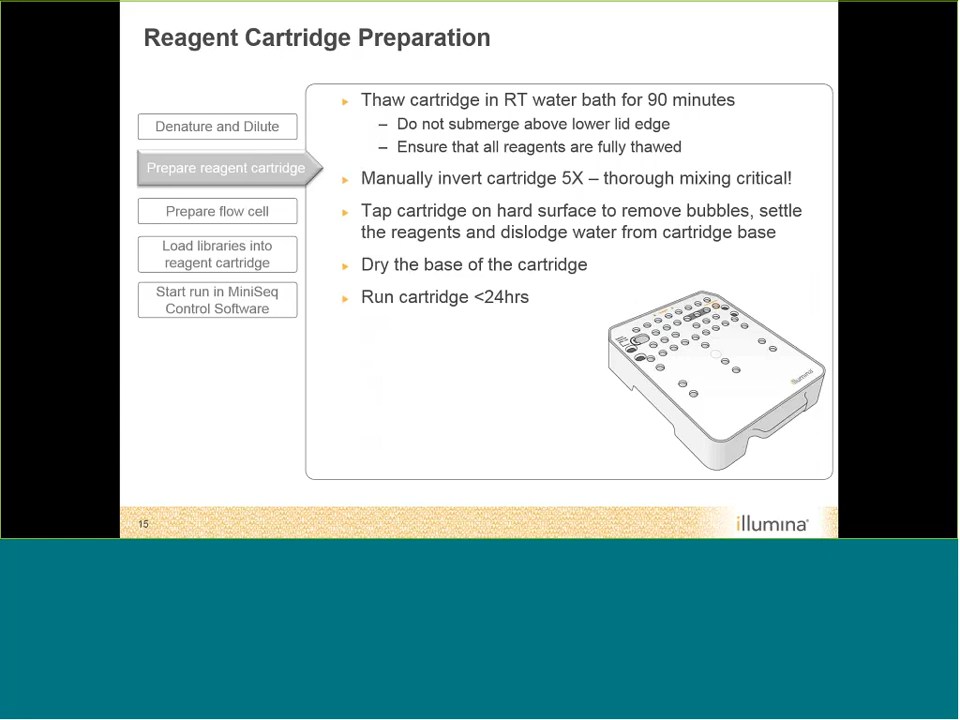 Reagent Cartridge Preparation
Denature and Dilute
Prepare reagent cartridge
Prepare flow cell
Load libraries into
reagent cartridge
Start run in MiniSeq
Control Software
Thaw cartridge in RT water bath for 90 minutes
– Do not submerge above lower lid edge
– Ensure that all reagents are fully thawed
Manually invert cartridge 5X – thorough mixing critical!
Tap cartridge on hard surface to remove bubbles, settle
the reagents and dislodge water from cartridge base
Dry the base of the cartridge
Run cartridge <24hrs
illumina
15
illumina®